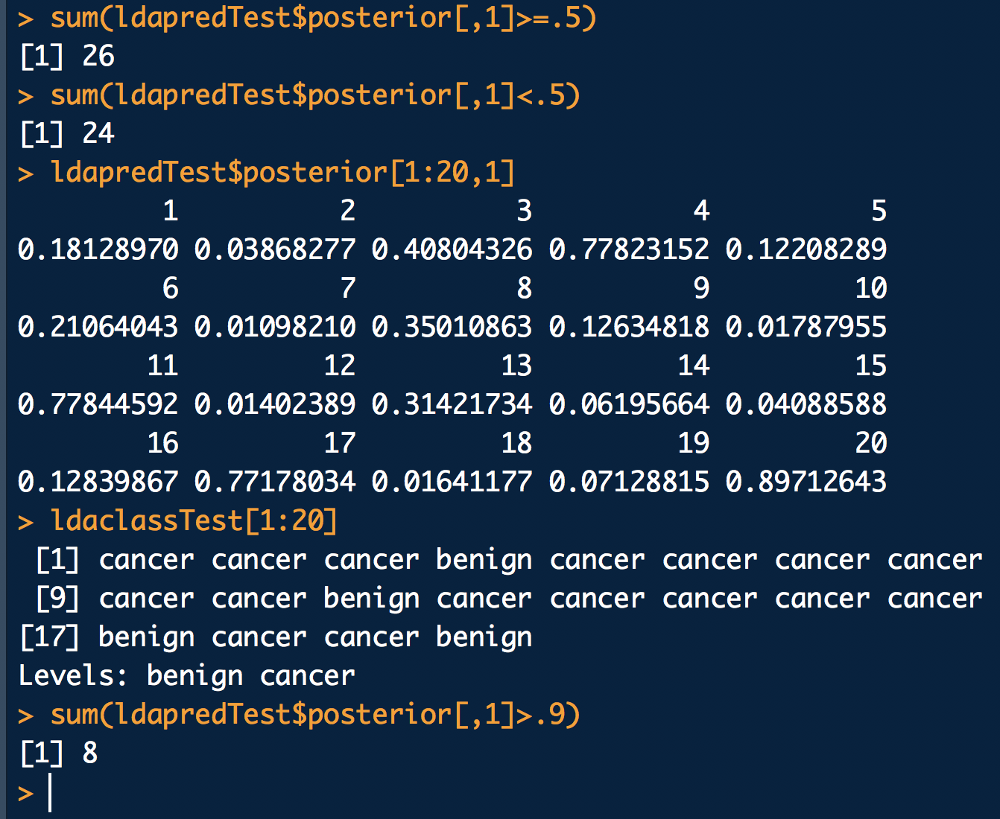 > sum(ldapredTest$posterior[,1]>=.5)
[1] 26
> sum(ldapredTest$posterior[,1]<.5)
[1] 24
> ldapredTest$posterior[1:20,1]
         1          2          3          4          5
0.18128970 0.03868277 0.40804326 0.77823152 0.12208289
         6          7          8          9         10
0.21064043 0.01098210 0.35010863 0.12634818 0.01787955
        11         12         13         14         15
0.77844592 0.01402389 0.31421734 0.06195664 0.04088588
        16         17         18         19         20
0.12839867 0.77178034 0.01641177 0.07128815 0.89712643
> ldaclassTest[1:20]
 [1] cancer cancer cancer benign cancer cancer cancer cancer
 [9] cancer cancer benign cancer cancer cancer cancer cancer
[17] benign cancer cancer benign
Levels: benign cancer
> sum(ldapredTest$posterior[,1]>.9)
[1] 8
>